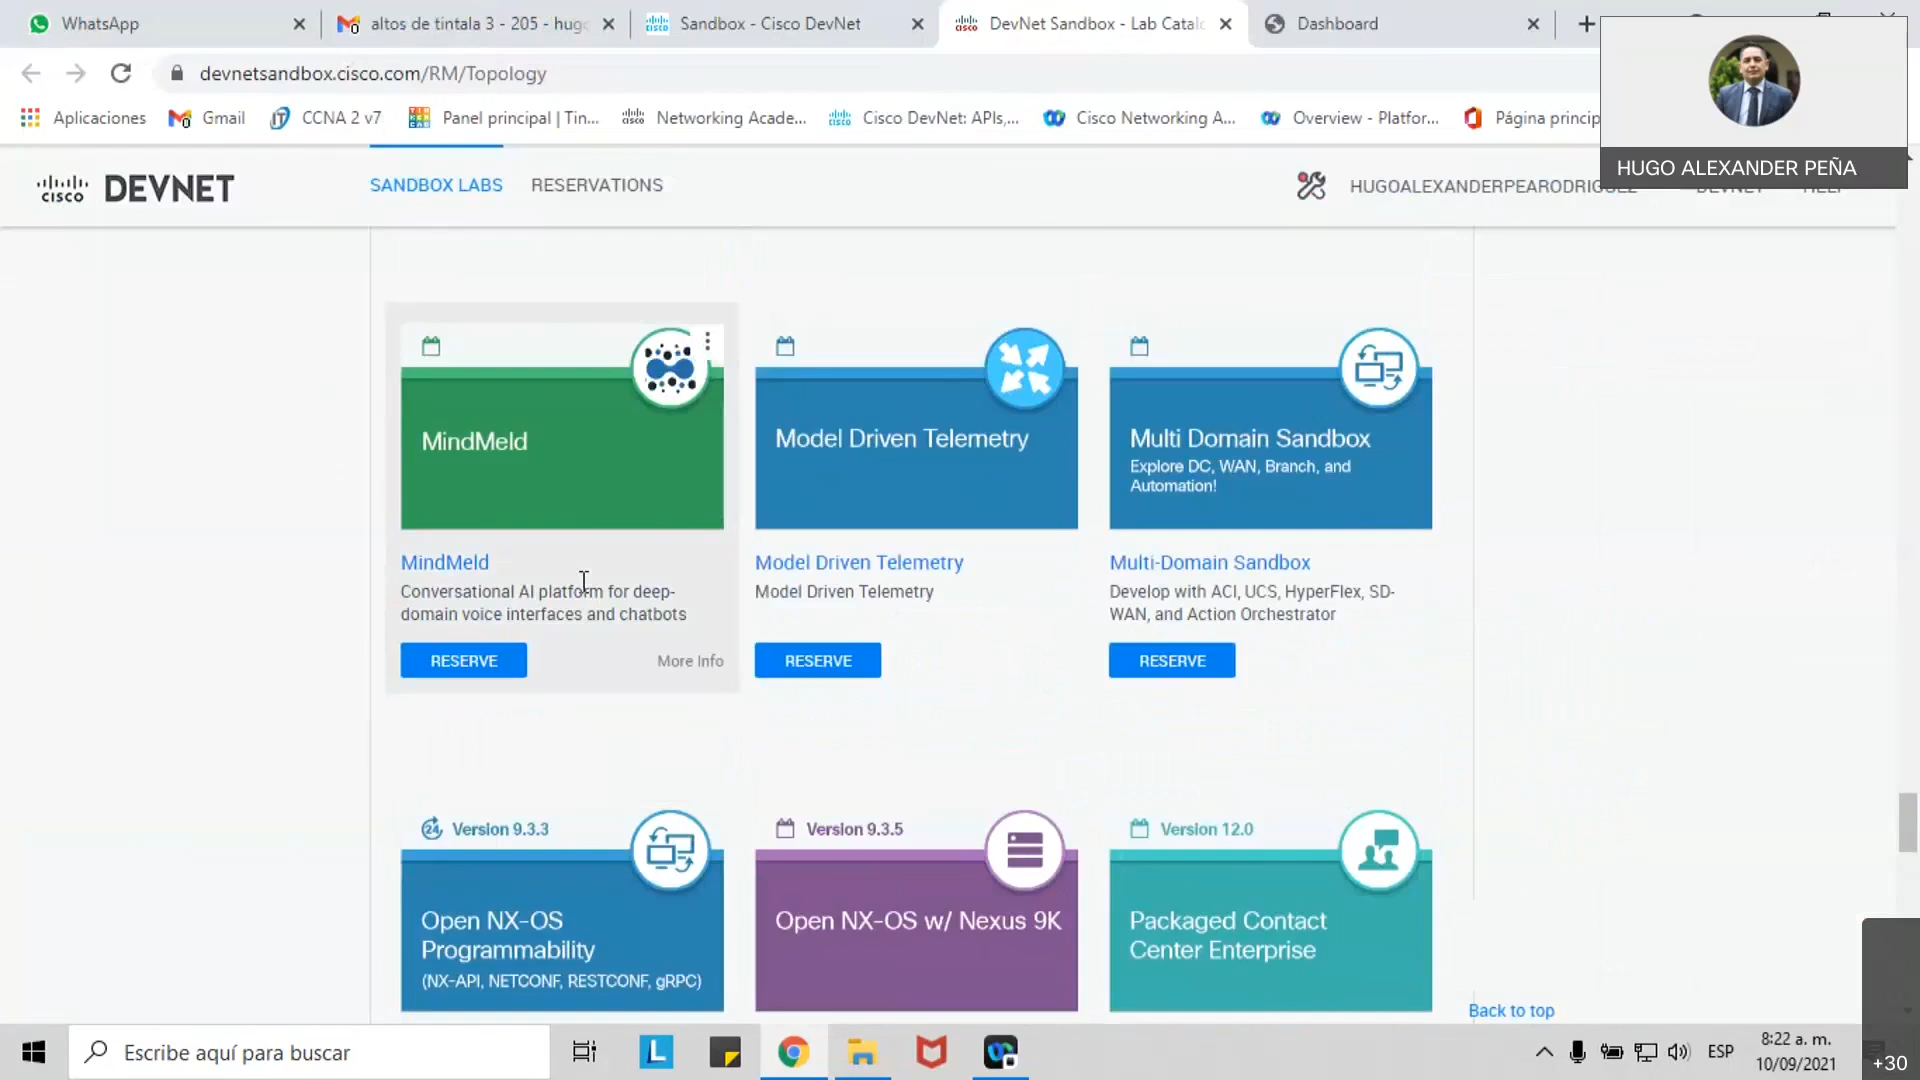 WhatsApp
altos de tintala 3 - 205 - hugo
Sandbox - Cisco DevNet
DevNet Sandbox - Lab Catalo
Dashboard
devnetsandbox.cisco.com/RM/Topology
Aplicaciones
Gmail
CCNA 2 v7
Panel principal | Tin...
Networking Acade...
Cisco DevNet: APIs,...
Cisco Networking A...
Overview - Platfor...
Página princip
HUGO ALEXANDER PEÑA
CISCO DEVNET
SANDBOX LABS
RESERVATIONS
HUGOALEXANDERPEARODRIGUEZ
DEVNET
HELP
MindMeld
Model Driven Telemetry
Multi Domain Sandbox
Explore DC, WAN, Branch, and
Automation!
MindMeld
Conversational AI platform for deep-
domain voice interfaces and chatbots
RESERVE
More Info
Model Driven Telemetry
Model Driven Telemetry
RESERVE
Multi-Domain Sandbox
Develop with ACI, UCS, HyperFlex, SD-
WAN, and Action Orchestrator
RESERVE
24 Version 9.3.3
Open NX-OS
Programmability
(NX-API, NETCONF, RESTCONF, gRPC)
Version 9.3.5
Open NX-OS w/ Nexus 9K
Version 12.0
Packaged Contact
Center Enterprise
Back to top
Escribe aquí para buscar
L
ESP
8:22 a. m.
10/09/2021
+30